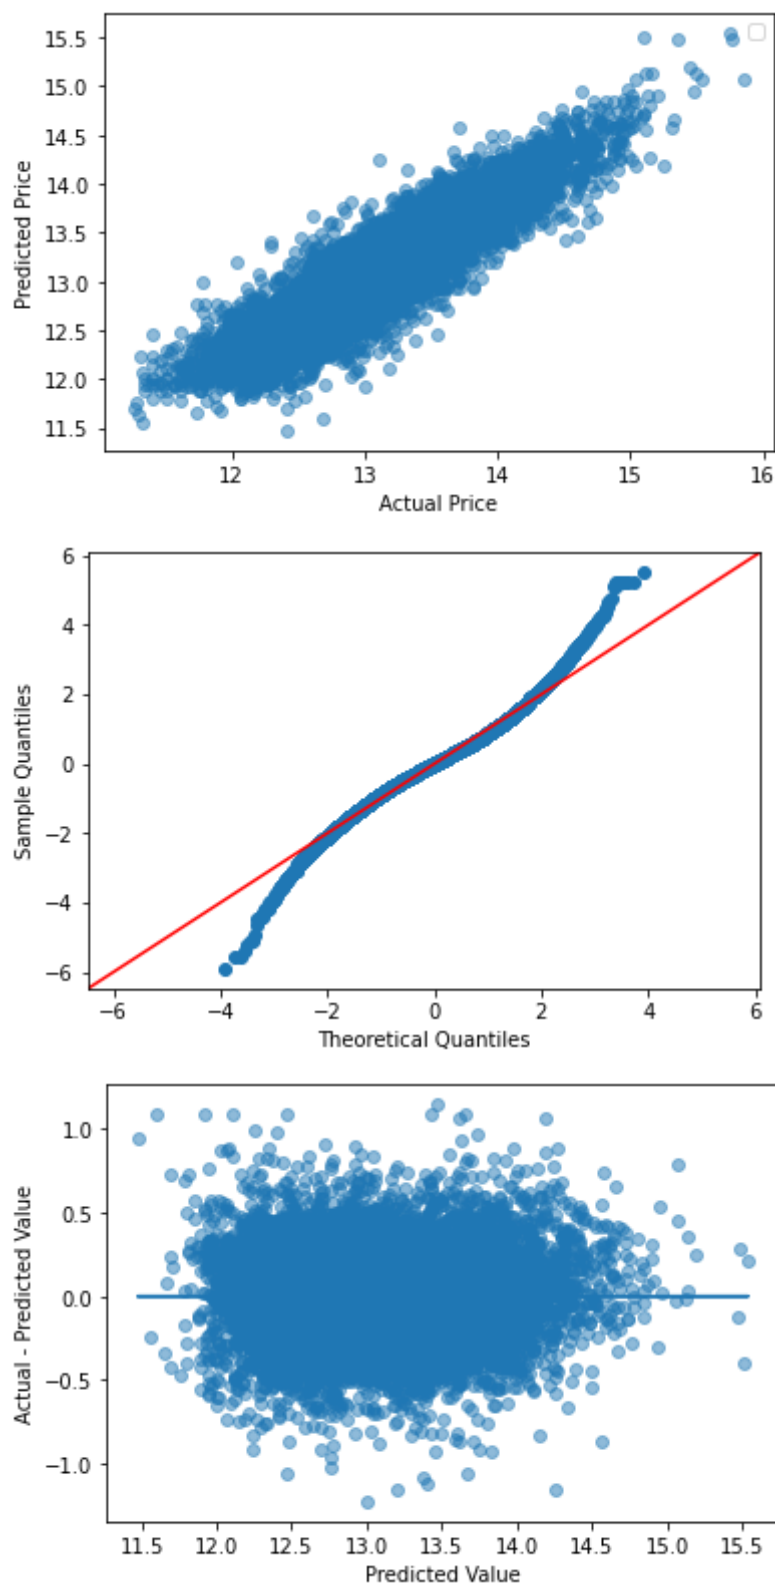 15.5
15.0
14.5
14.0
13.5
13.0
12.5
12.0
11.5
Predicted Price
12 13 14 15 16
Actual Price
6
4
2
0
−2
−4
−6
Sample Quantiles
−6 −4 −2 0 2 4 6
Theoretical Quantiles
1.0
0.5
0.0
−0.5
−1.0
Actual - Predicted Value
11.5 12.0 12.5 13.0 13.5 14.0 14.5 15.0 15.5
Predicted Value